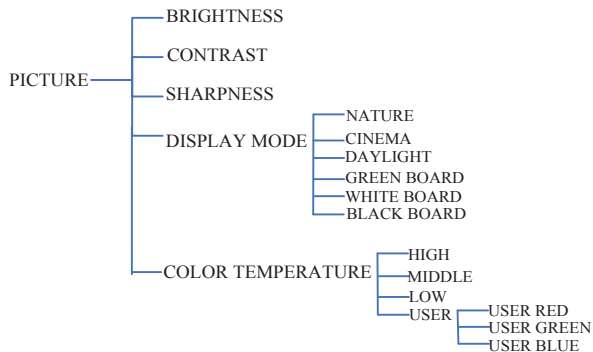 PICTURE
BRIGHTNESS
CONTRAST
SHARPNESS
DISPLAY MODE
NATURE
CINEMA
DAYLIGHT
GREEN BOARD
WHITE BOARD
BLACK BOARD
COLOR TEMPERATURE
HIGH
MIDDLE
LOW
USER
USER RED
USER GREEN
USER BLUE